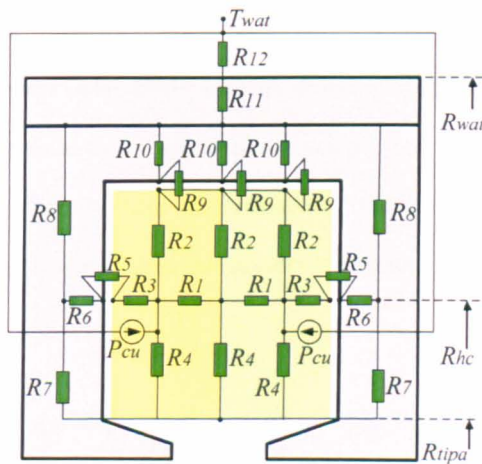 Twat
R12
R11
Rwat
R10 R10 R10
R9 R9 R9
R8 R8
R2 R2 R2
R5 R5
R3 R1 R1 R3
R6 R6
Pcu Pcu
Rhc
R4 R4 R4
R7 R7
Rtipa